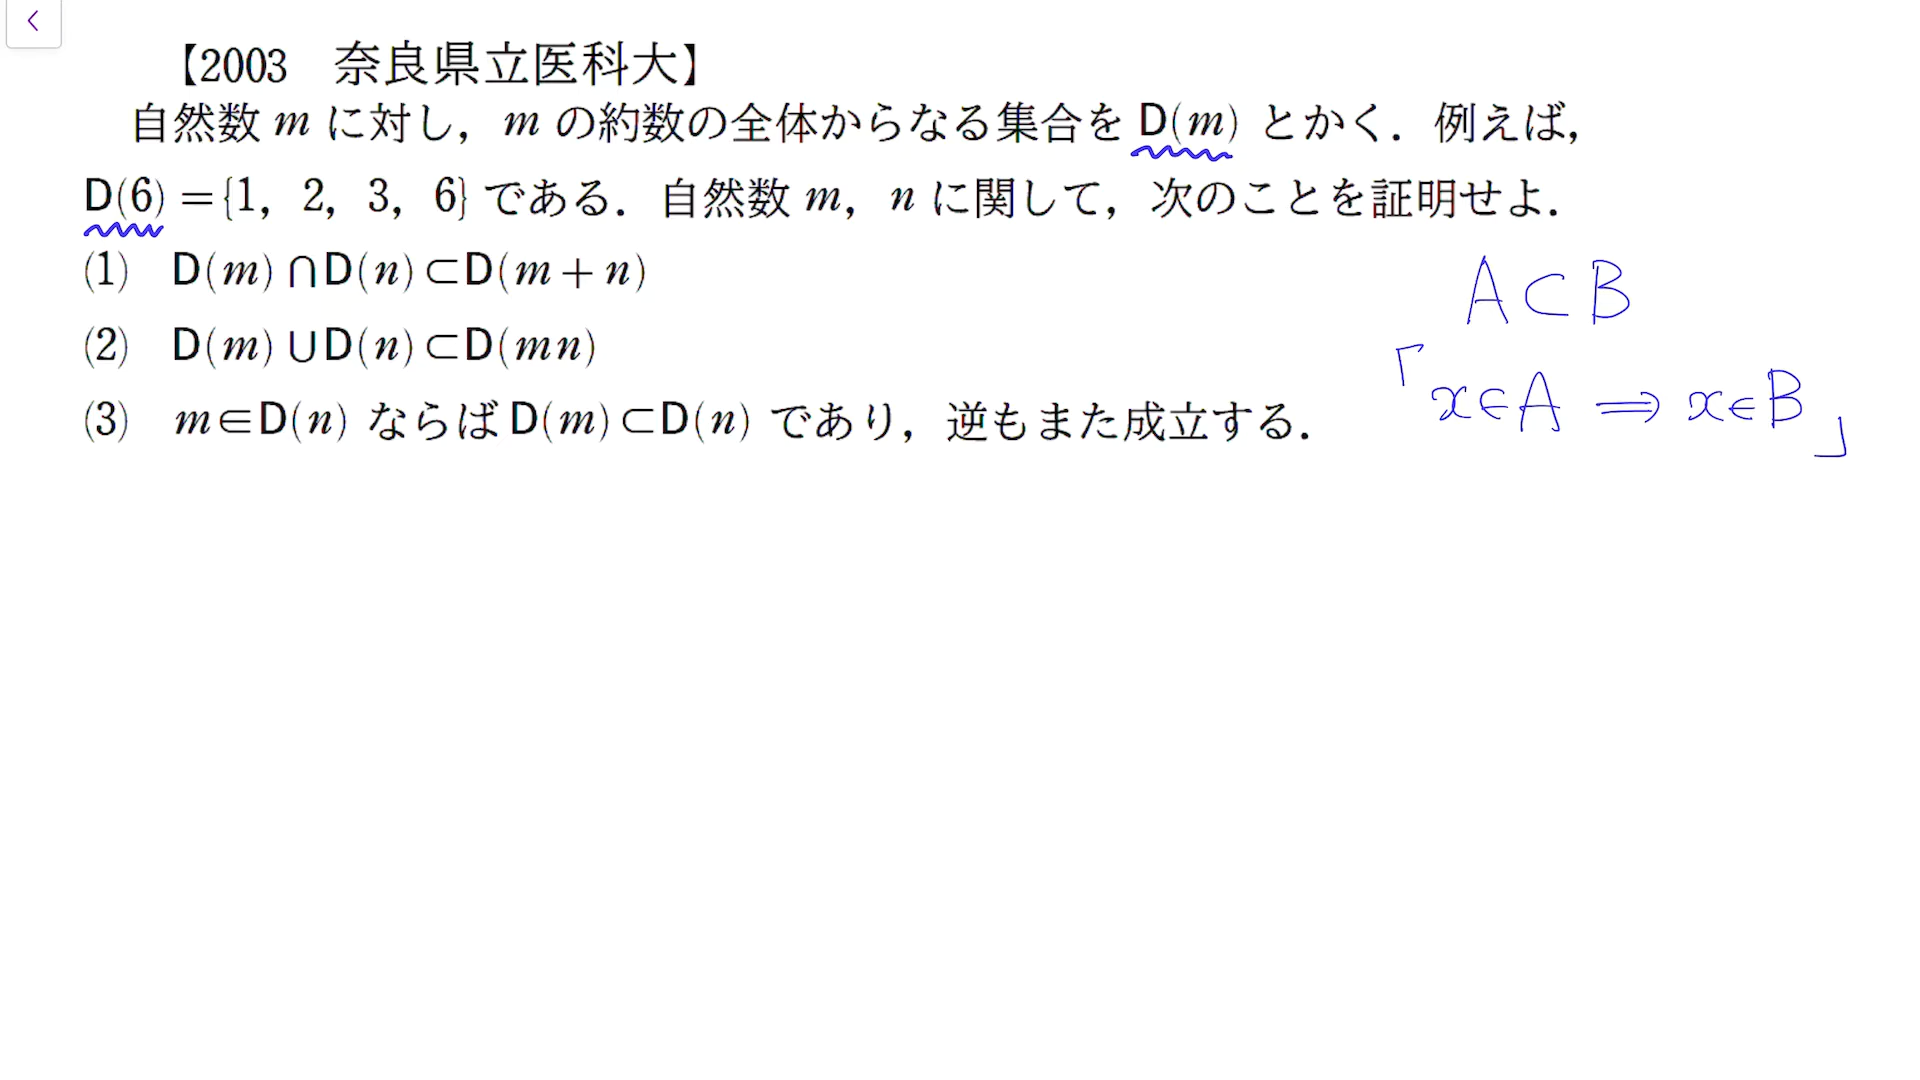 【2003　奈良県立医科大】
自然数 m に対し，m の約数の全体からなる集合を D(m) とかく．例えば，
D(6)={1，2，3，6} である．自然数 m，n に関して，次のことを証明せよ．
(1)　D(m)∩D(n)⊂D(m+n)
(2)　D(m)∪D(n)⊂D(mn)
(3)　m∈D(n) ならば D(m)⊂D(n) であり，逆もまた成立する．
A⊂B
「x∈A ⟹ x∈B」